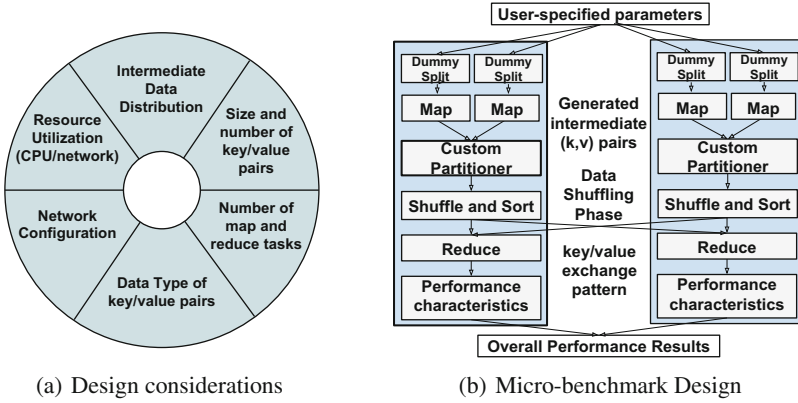 Intermediate
Data
Distribution
Size and
number of
key/value
pairs
Number of
map and
reduce tasks
Data Type of
key/value pairs
Network
Configuration
Resource
Utilization
(CPU/network)
(a) Design considerations
User-specified parameters
Dummy
Split
Dummy
Split
Map
Map
Custom
Partitioner
Shuffle and Sort
Reduce
Performance
characteristics
Generated
intermediate
(k,v) pairs
Data
Shuffling
Phase
key/value
exchange
pattern
Dummy
Split
Dummy
Split
Map
Map
Custom
Partitioner
Shuffle and Sort
Reduce
Performance
characteristics
Overall Performance Results
(b) Micro-benchmark Design